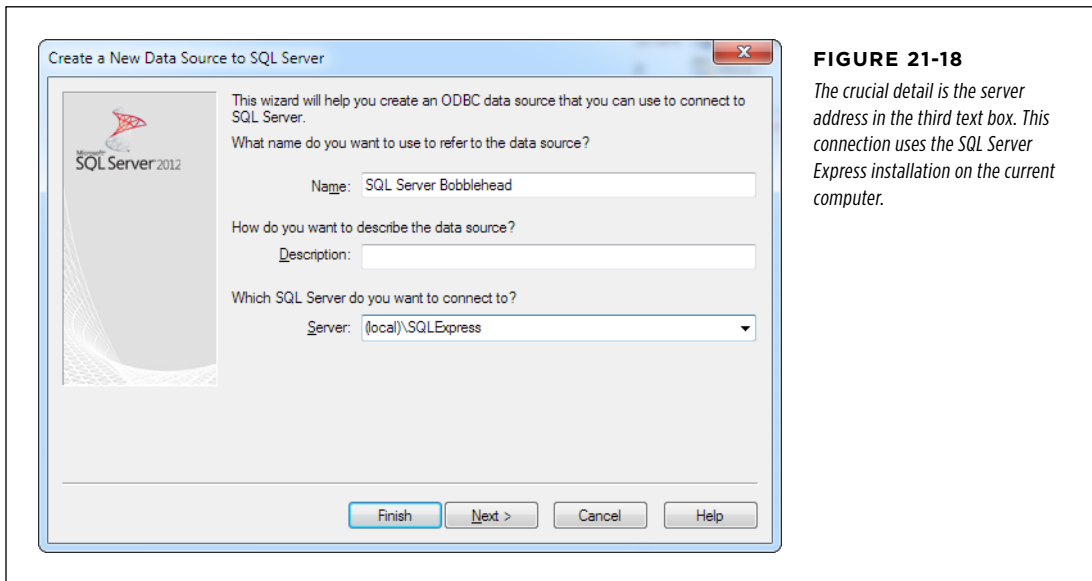 Create a New Data Source to SQL Server
This wizard will help you create an ODBC data source that you can use to connect to
SQL Server.
What name do you want to use to refer to the data source?
Microsoft
SQL Server 2012
Name: SQL Server Bobblehead
How do you want to describe the data source?
Description:
Which SQL Server do you want to connect to?
Server: (local)\SQLExpress
Finish
Next >
Cancel
Help
FIGURE 21-18
The crucial detail is the server
address in the third text box. This
connection uses the SQL Server
Express installation on the current
computer.